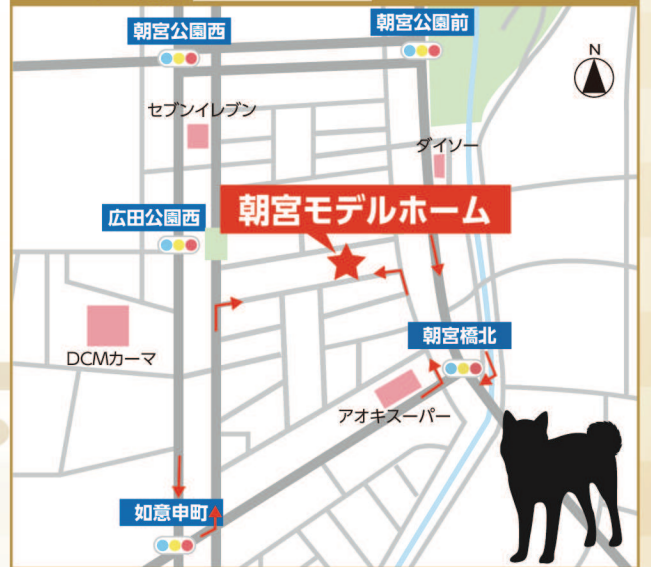 朝宮公園西
朝宮公園前
N
セブンイレブン
ダイソー
広田公園西
朝宮モデルホーム
DCMカーマ
朝宮橋北
アオキスーパー
如意申町